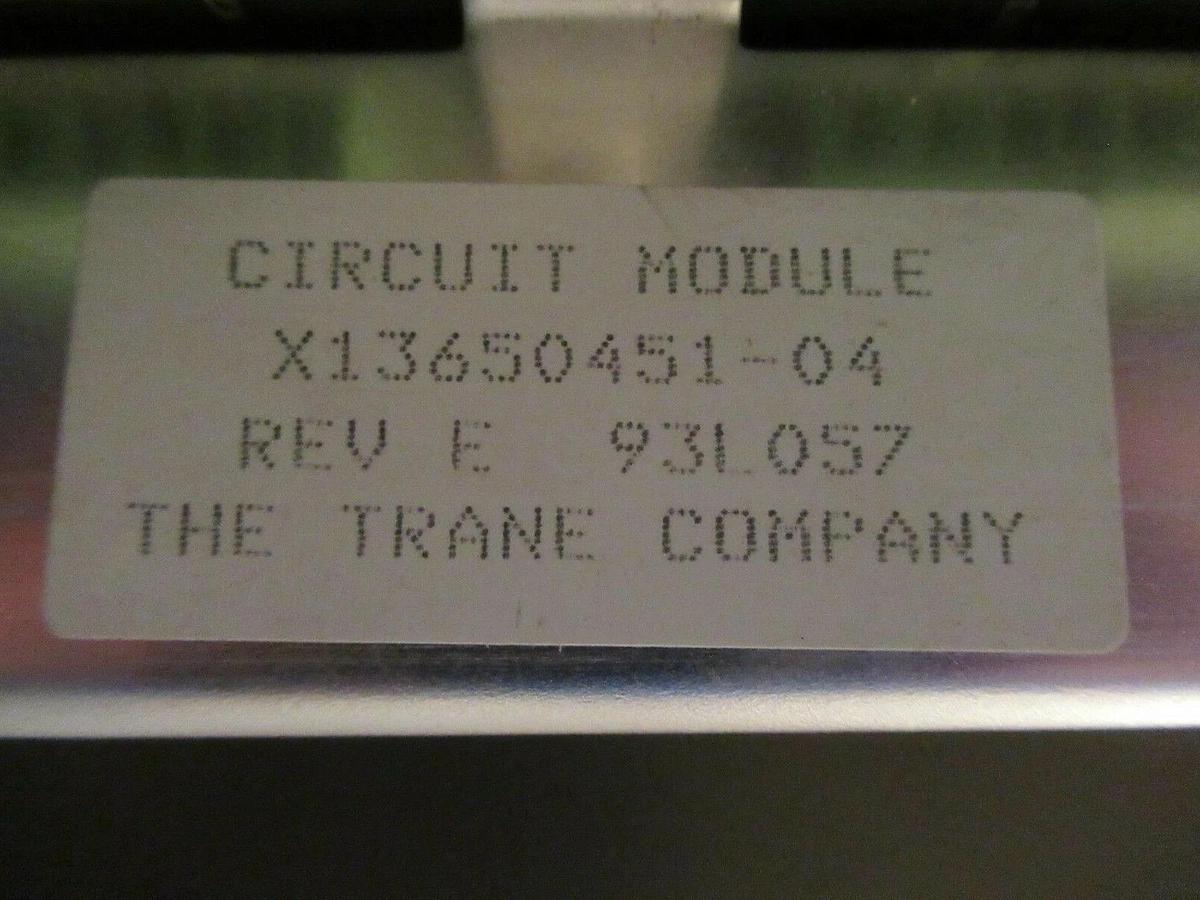 CIRCUIT MODULE
X13650451-04
REV E 93L057
THE TRANE COMPANY